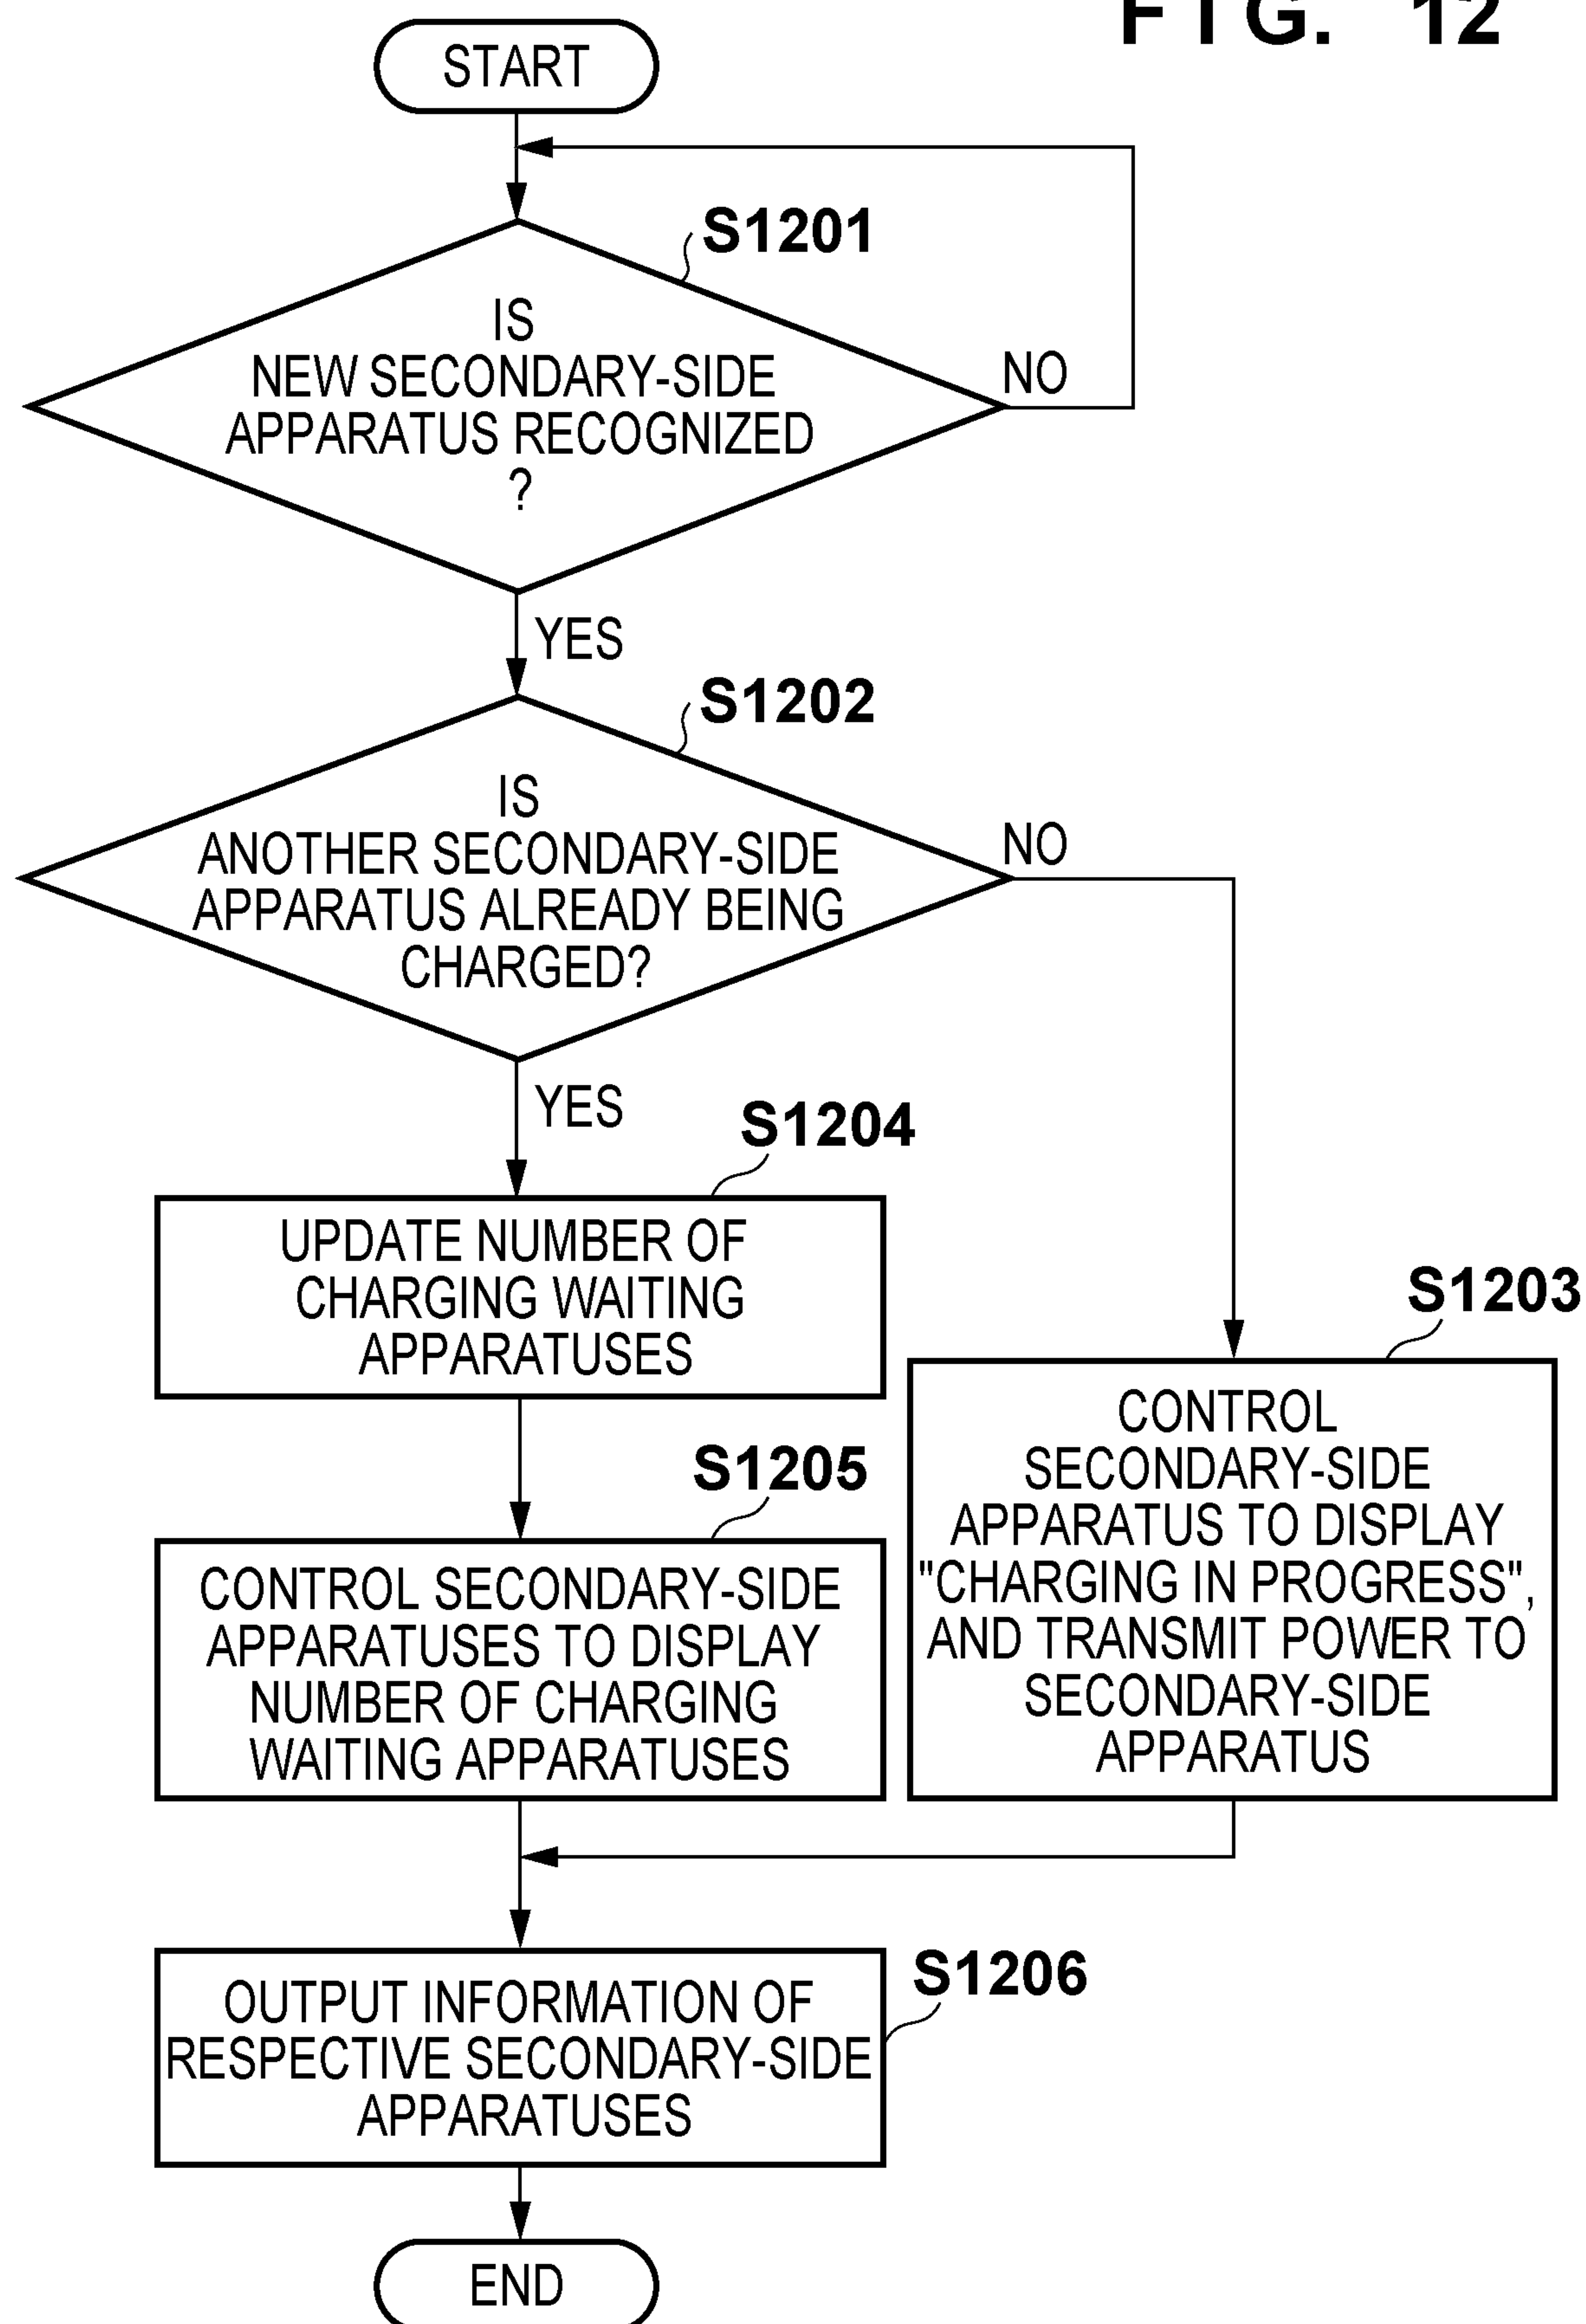 FIG. 12
START
S1201
IS
NEW SECONDARY-SIDE
APPARATUS RECOGNIZED
?
NO
YES
S1202
IS
ANOTHER SECONDARY-SIDE
APPARATUS ALREADY BEING
CHARGED?
NO
YES
S1204
UPDATE NUMBER OF
CHARGING WAITING
APPARATUSES
S1203
CONTROL
SECONDARY-SIDE
APPARATUS TO DISPLAY
"CHARGING IN PROGRESS",
AND TRANSMIT POWER TO
SECONDARY-SIDE
APPARATUS
S1205
CONTROL SECONDARY-SIDE
APPARATUSES TO DISPLAY
NUMBER OF CHARGING
WAITING APPARATUSES
S1206
OUTPUT INFORMATION OF
RESPECTIVE SECONDARY-SIDE
APPARATUSES
END